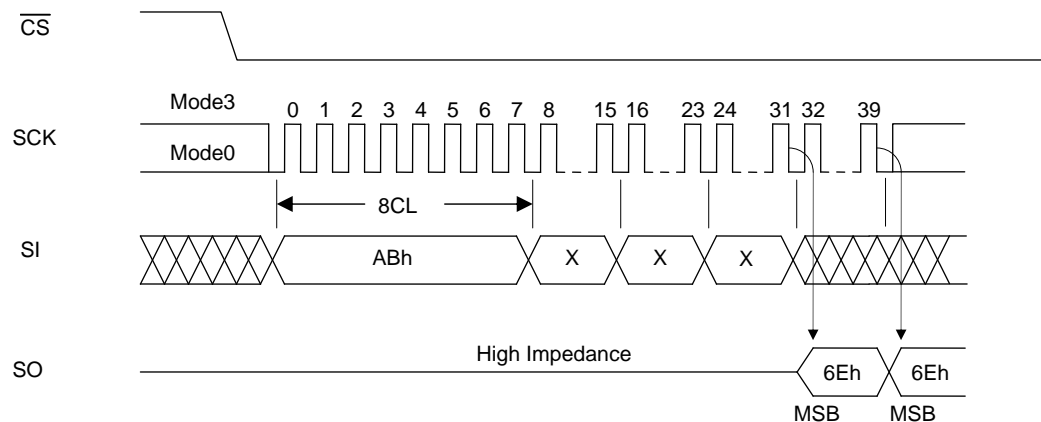 CS
Mode3
0 1 2 3 4 5 6 7 8 15 16 23 24 31 32 39
SCK
Mode0
8CL
SI
ABh X X X
High Impedance
SO
6Eh 6Eh
MSB MSB